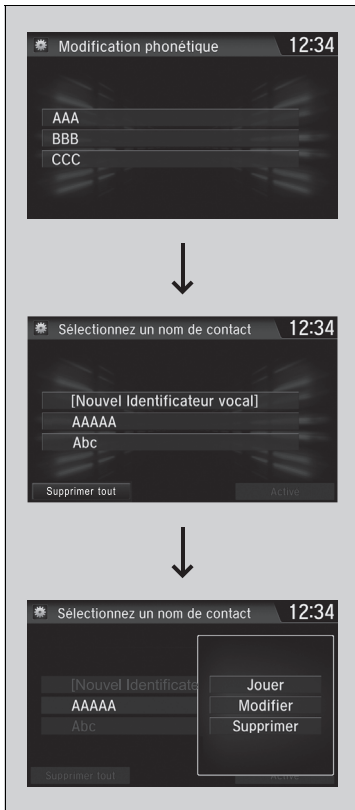 Modification phonétique 12:34
AAA
BBB
CCC
Sélectionnez un nom de contact 12:34
[Nouvel Identificateur vocal]
AAAAA
Abc
Supprimer tout Activé
Sélectionnez un nom de contact 12:34
[Nouvel Identificate
Jouer
AAAAA Modifier
Abc Supprimer
Supprimer tout Activé